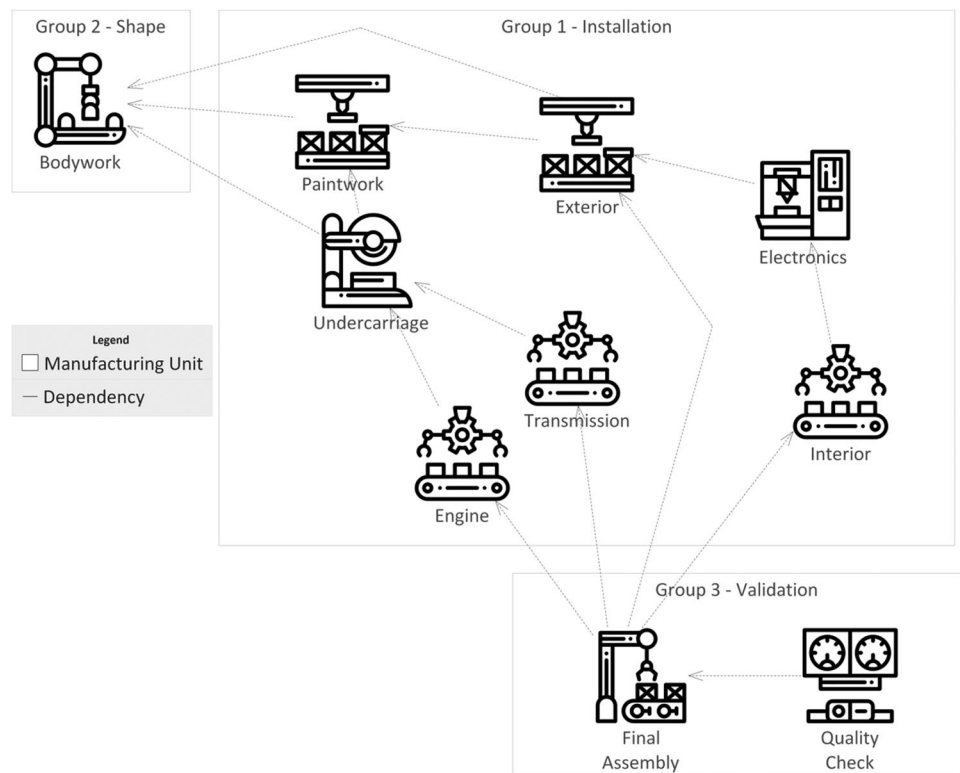 Group 2 - Shape
Group 1 - Installation
Bodywork
Paintwork
Exterior
Electronics
Undercarriage
Legend
Manufacturing Unit
Dependency
Transmission
Interior
Engine
Group 3 - Validation
Final
Assembly
Quality
Check